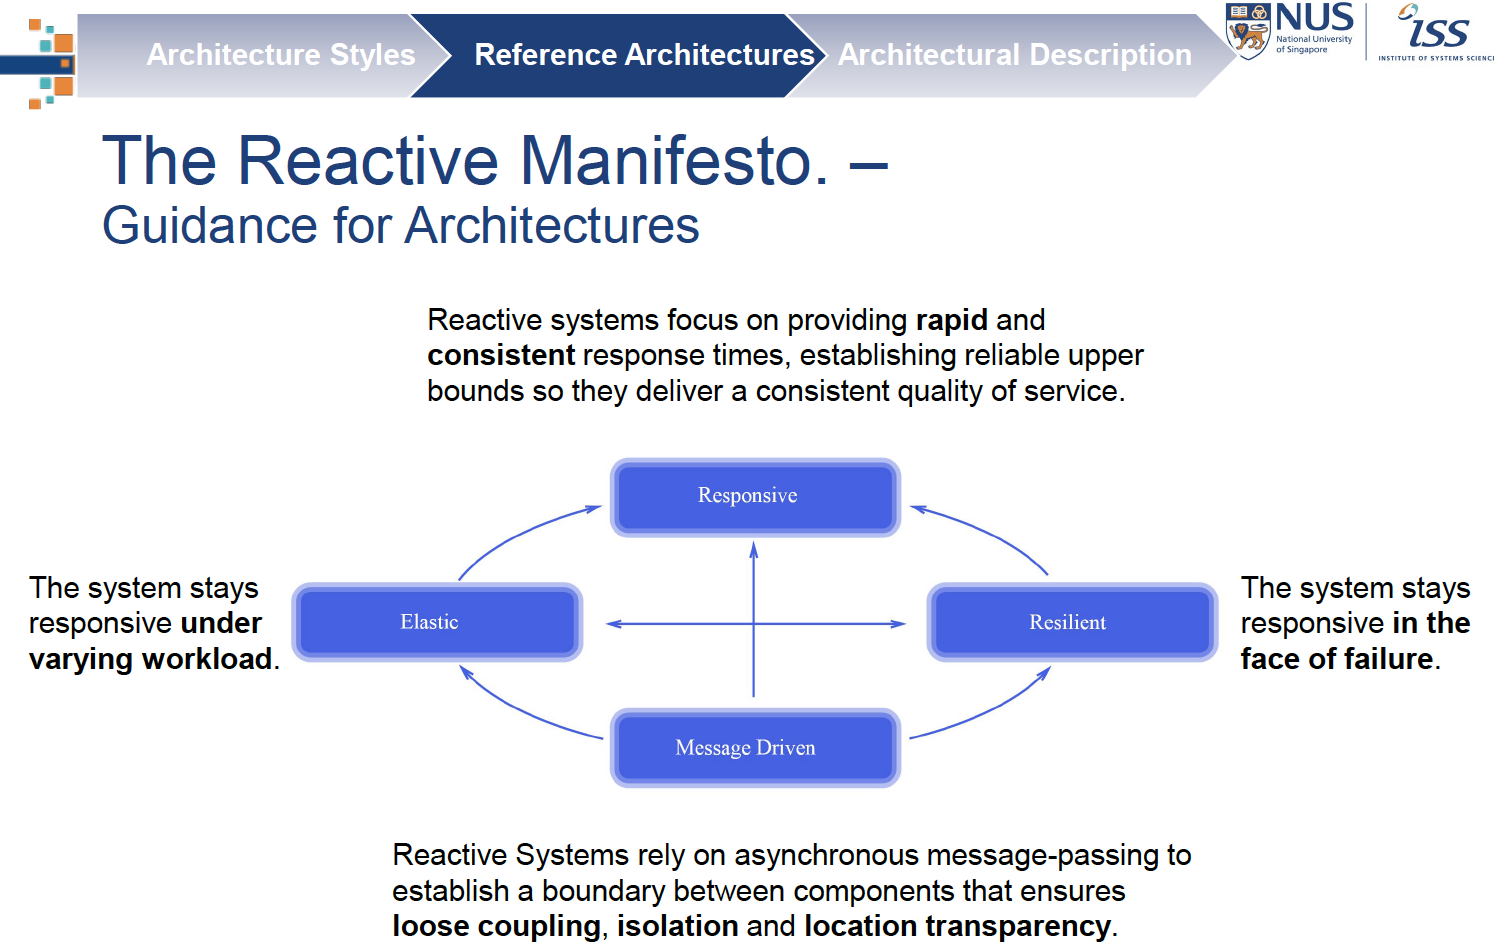 Architecture Styles
Reference Architectures
Architectural Description
NUS
National University
of Singapore
iss
INSTITUTE OF SYSTEMS SCIENC
The Reactive Manifesto. –
Guidance for Architectures
Reactive systems focus on providing rapid and
consistent response times, establishing reliable upper
bounds so they deliver a consistent quality of service.
Responsive
The system stays
responsive under
varying workload.
Elastic
Resilient
The system stays
responsive in the
face of failure.
Message Driven
Reactive Systems rely on asynchronous message-passing to
establish a boundary between components that ensures
loose coupling, isolation and location transparency.